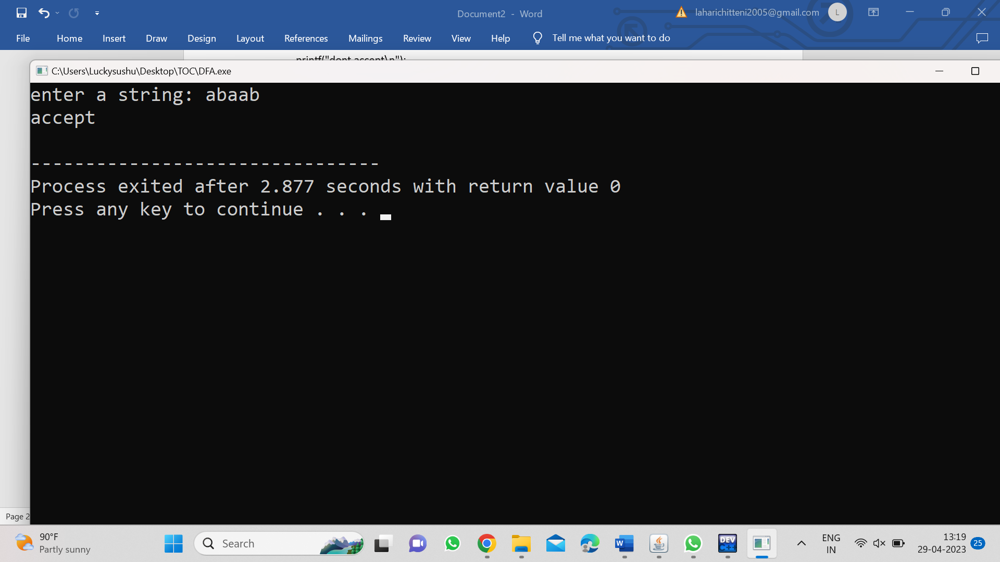 Document2 - Word
laharichitteni2005@gmail.com
L
File Home Insert Draw Design Layout References Mailings Review View Help Tell me what you want to do
printf("dont accept\n");
C:\Users\Luckysushu\Desktop\TOC\DFA.exe
enter a string: abaab
accept
--------------------------------
Process exited after 2.877 seconds with return value 0
Press any key to continue . . .
Page 2
90°F
Partly sunny
Search
W
DEV
C++
ENG
IN
13:19
29-04-2023
25